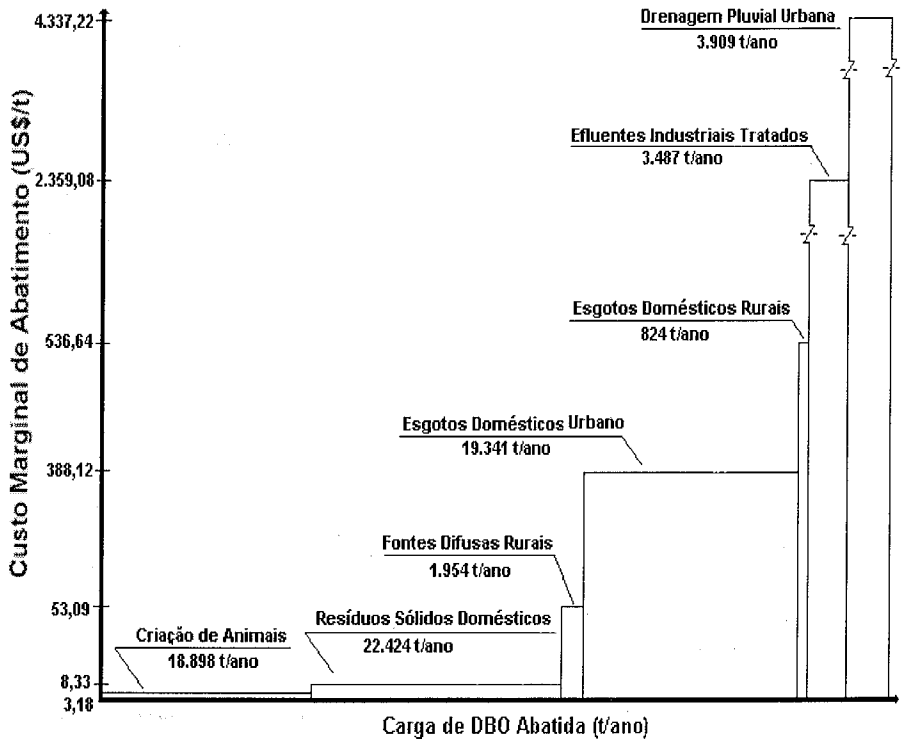 Custo Marginal de Abatimento (US$/t)
4.337,22
2.359,08
536,64
388,12
53,09
8,33
3,18
Drenagem Pluvial Urbana
3.909 t/ano
Efluentes Industriais Tratados
3.487 t/ano
Esgotos Domésticos Rurais
824 t/ano
Esgotos Domésticos Urbano
19.341 t/ano
Fontes Difusas Rurais
1.954 t/ano
Resíduos Sólidos Domésticos
22.424 t/ano
Criação de Animais
18.898 t/ano
Carga de DBO Abatida (t/ano)